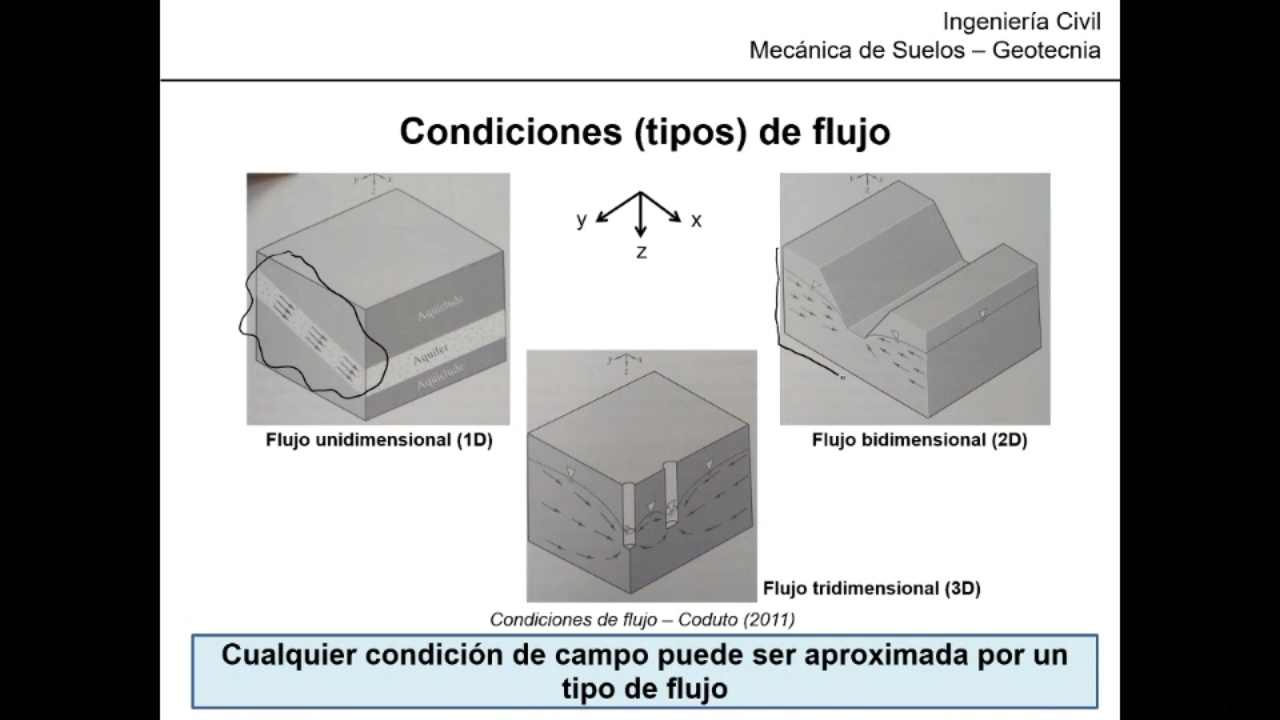 Ingeniería Civil
Mecánica de Suelos – Geotecnia
Condiciones (tipos) de flujo
y
x
z
Aquiclude
Aquifer
Aquiclude
Flujo unidimensional (1D)
Flujo bidimensional (2D)
Flujo tridimensional (3D)
Condiciones de flujo – Coduto (2011)
Cualquier condición de campo puede ser aproximada por un
tipo de flujo